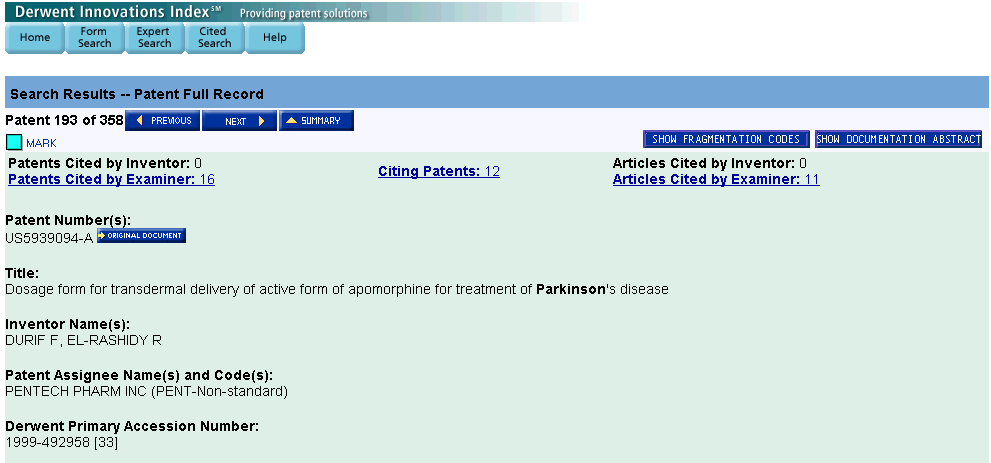 Derwent Innovations Index℠ Providing patent solutions
Home Form Search Expert Search Cited Search Help
Search Results -- Patent Full Record
Patent 193 of 358 PREVIOUS NEXT SUMMARY
MARK SHOW FRAGMENTATION CODES SHOW DOCUMENTATION ABSTRACT
Patents Cited by Inventor: 0 Articles Cited by Inventor: 0
Patents Cited by Examiner: 16 Citing Patents: 12 Articles Cited by Examiner: 11
Patent Number(s):
US5939094-A ORIGINAL DOCUMENT
Title:
Dosage form for transdermal delivery of active form of apomorphine for treatment of Parkinson's disease
Inventor Name(s):
DURIF F, EL-RASHIDY R
Patent Assignee Name(s) and Code(s):
PENTECH PHARM INC (PENT-Non-standard)
Derwent Primary Accession Number:
1999-492958 [33]